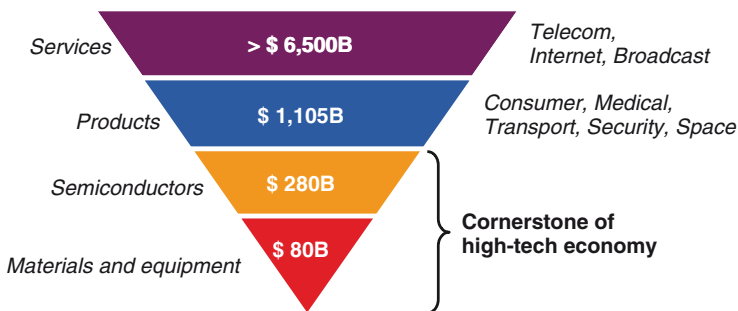 Services
> $ 6,500B
Telecom,
Internet, Broadcast
Products
$ 1,105B
Consumer, Medical,
Transport, Security, Space
Semiconductors
$ 280B
Materials and equipment
$ 80B
Cornerstone of
high-tech economy